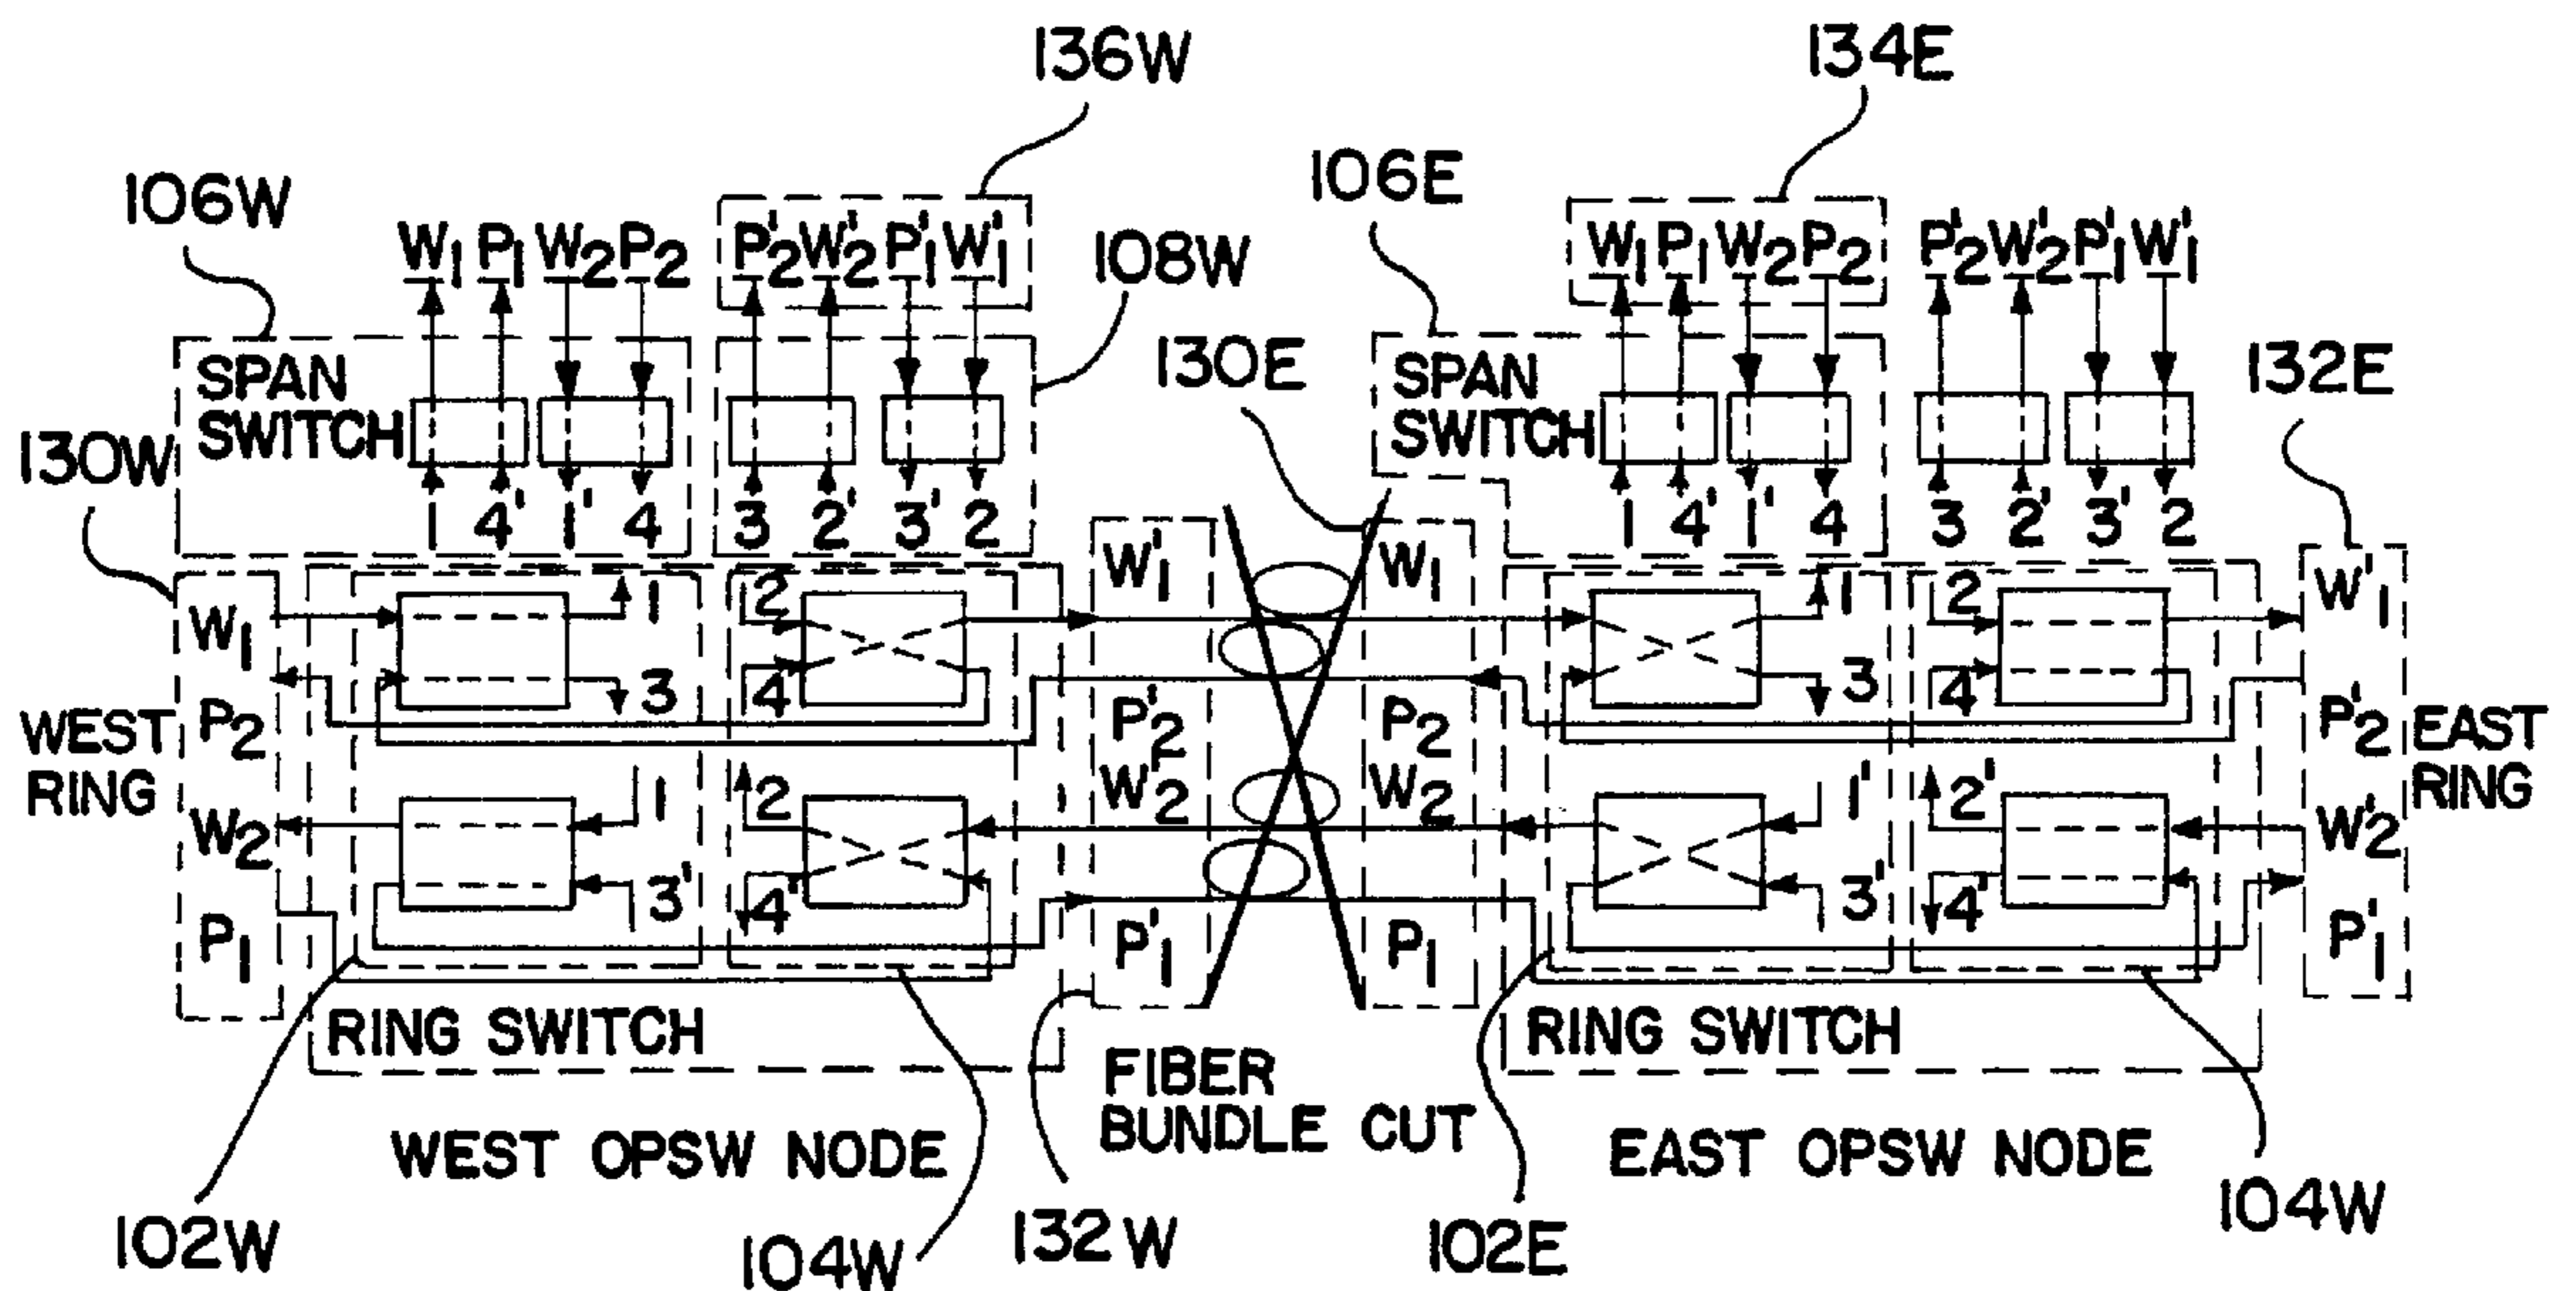 136W
134E
106W
W1 P1 W2 P2
P'2 W'2 P'1 W'1
108W
106E
W1 P1 W2 P2
P'2 W'2 P'1 W'1
130E
132E
SPAN
SWITCH
SPAN
SWITCH
130W
1 4' 1' 4
3 2' 3' 2
1 4' 1' 4
3 2' 3' 2
W1
P2
W2
P1
WEST
RING
1
3
2
4
1
3'
2
4'
W'1
P'2
W'2
P'1
W1
P2
W2
P1
1
3
2
4
1'
3'
2'
4'
W'1
P'2
W'2
P'1
EAST
RING
RING SWITCH
RING SWITCH
FIBER
BUNDLE CUT
WEST OPSW NODE
EAST OPSW NODE
102W
104W
132W
102E
104W